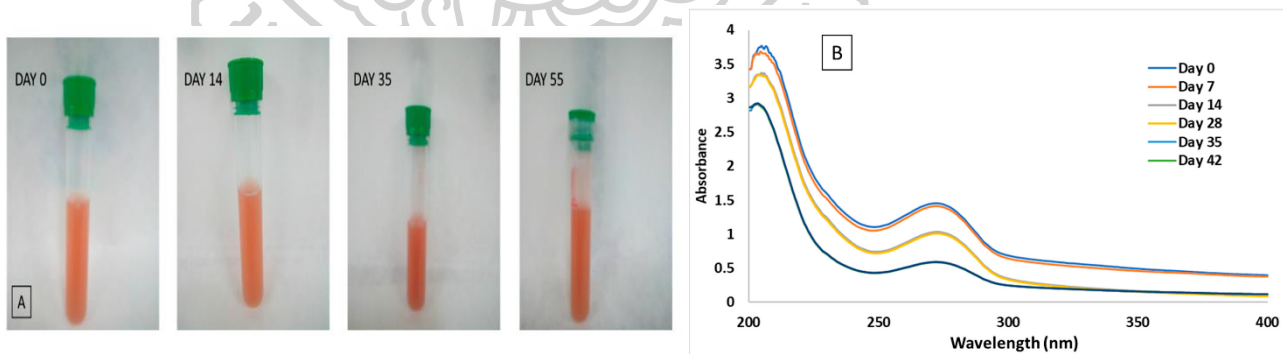 DAY 0
DAY 14
DAY 35
DAY 55
A
B
Day 0
Day 7
Day 14
Day 28
Day 35
Day 42
4
3.5
3
2.5
2
1.5
1
0.5
0
Absorbance
200
250
300
350
400
Wavelength (nm)